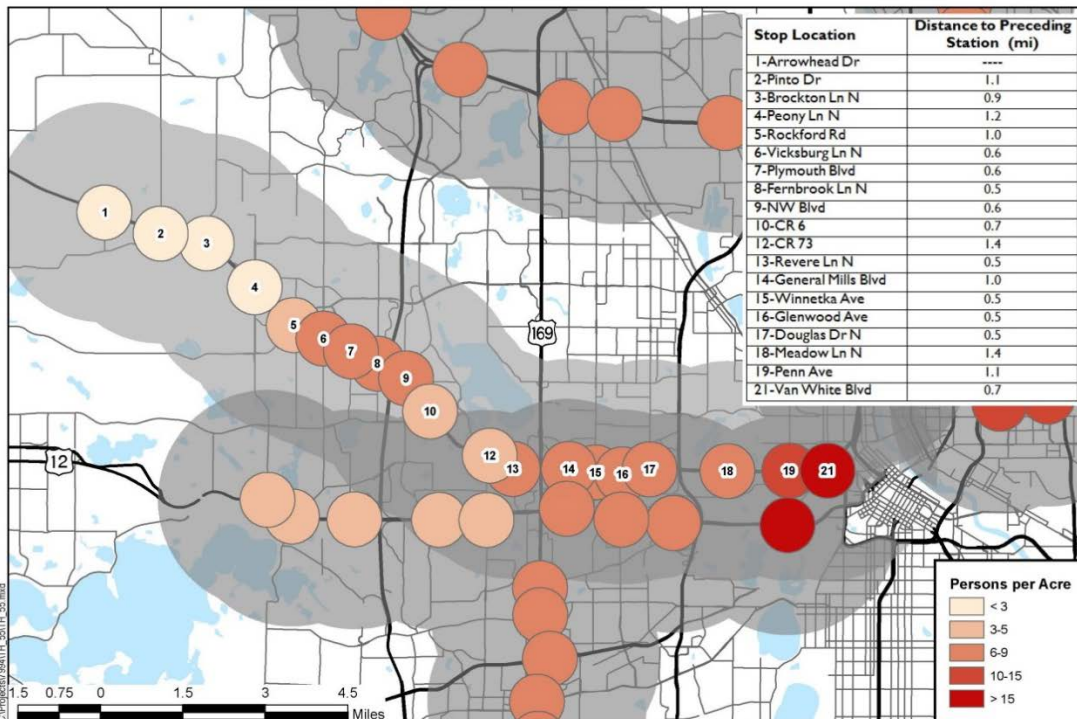 Stop Location Distance to Preceding Station (mi)
1-Arrowhead Dr ----
2-Pinto Dr 1.1
3-Brockton Ln N 0.9
4-Peony Ln N 1.2
5-Rockford Rd 1.0
6-Vicksburg Ln N 0.6
7-Plymouth Blvd 0.6
8-Fernbrook Ln N 0.5
9-NW Blvd 0.6
10-CR 6 0.7
12-CR 73 1.4
13-Revere Ln N 0.5
14-General Mills Blvd 1.0
15-Winnetka Ave 0.5
16-Glenwood Ave 0.5
17-Douglas Dr N 0.5
18-Meadow Ln N 1.4
19-Penn Ave 1.1
21-Van White Blvd 0.7
1
2
3
4
5
6
7
8
9
10
169
12
12
13
14
15
16
17
18
19
21
Persons per Acre
< 3
3-5
6-9
10-15
> 15
1.5 0.75 0 1.5 3 4.5
Miles